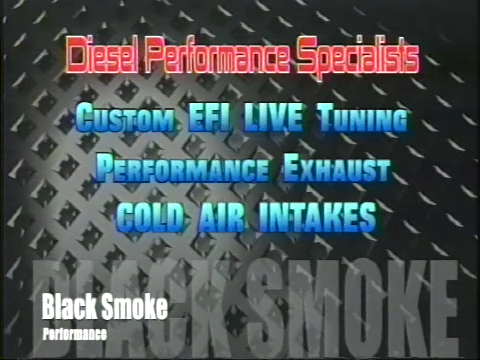 Diesel Performance Specialists
Custom EFI LIVE Tuning
Performance Exhaust
COLD AIR INTAKES
BLACK SMOKE
Black Smoke
Performance